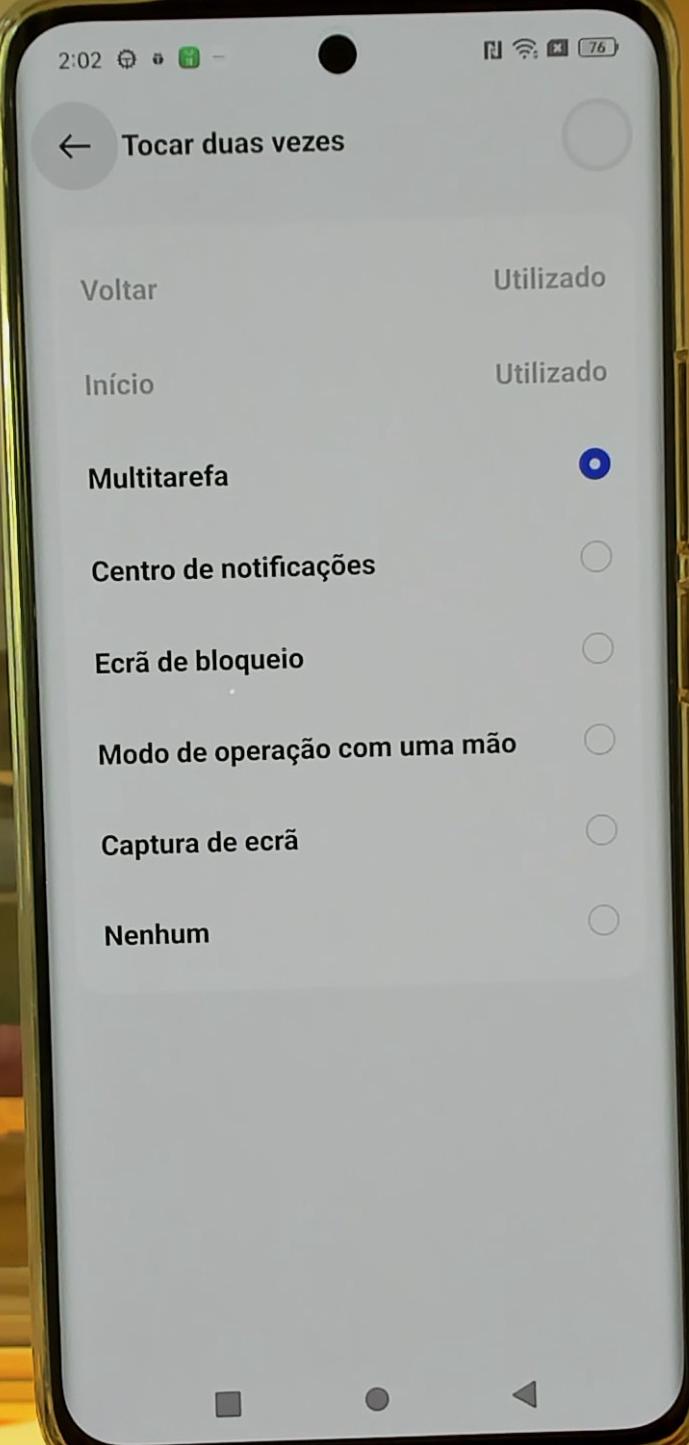 2:02
76
Tocar duas vezes
Voltar Utilizado
Início Utilizado
Multitarefa
Centro de notificações
Ecrã de bloqueio
Modo de operação com uma mão
Captura de ecrã
Nenhum